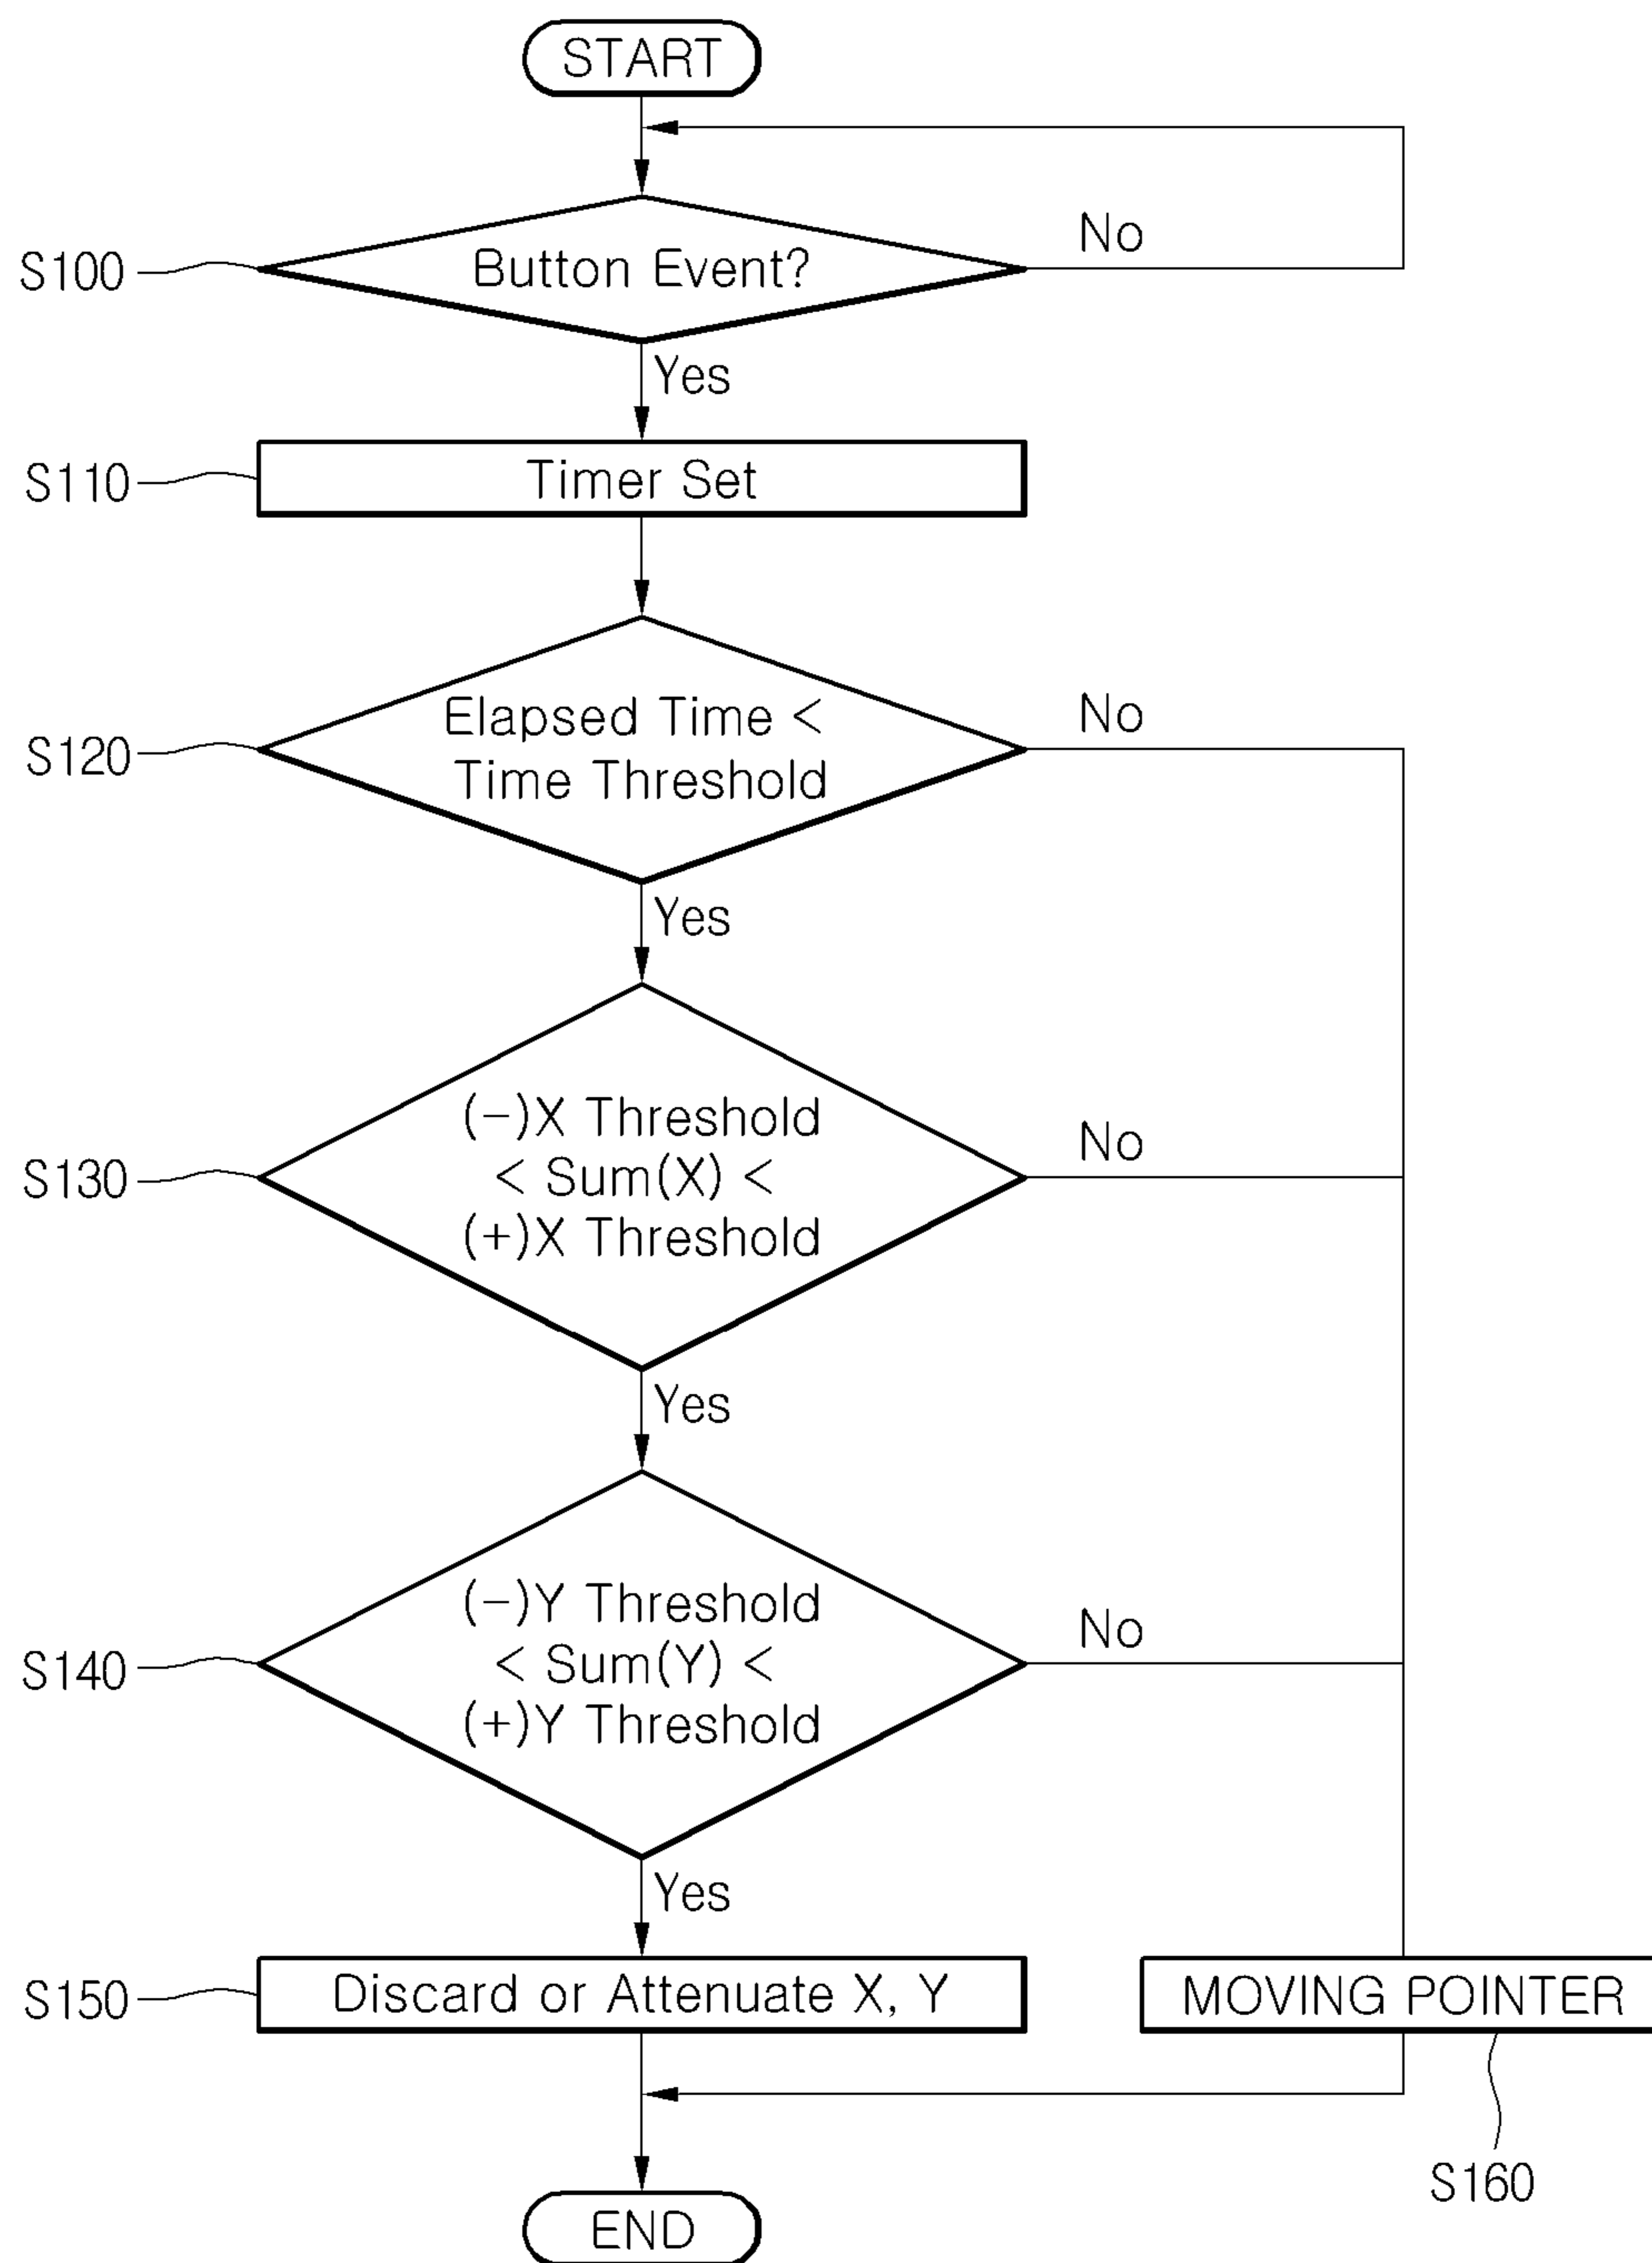 START
No
S100
Button Event?
Yes
S110
Timer Set
Elapsed Time <
No
S120
Time Threshold
Yes
(-)X Threshold
No
S130
< Sum(X) <
(+)X Threshold
Yes
(-)Y Threshold
No
S140
< Sum(Y) <
(+)Y Threshold
Yes
S150
Discard or Attenuate X, Y
MOVING POINTER
S160
END